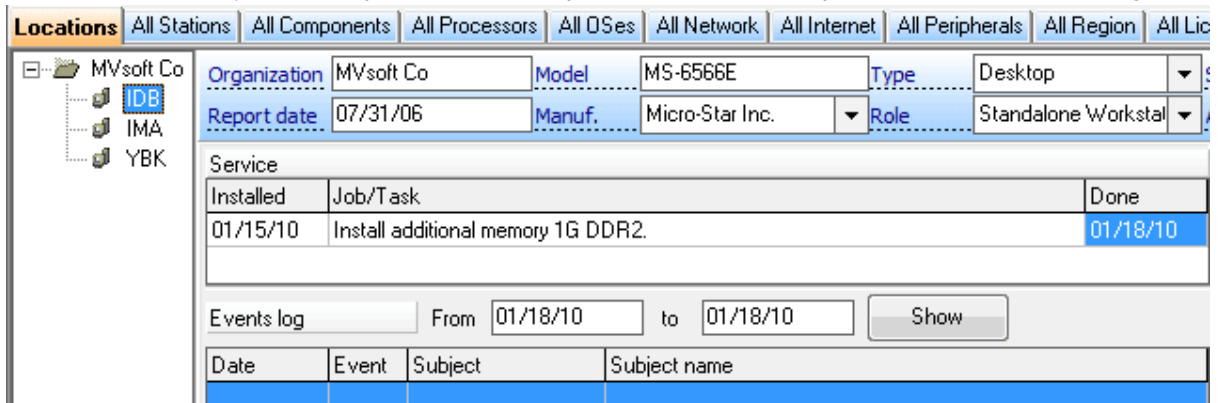 Locations All Stations All Components All Processors All OSes All Network All Internet All Peripherals All Region All Lic
MVsoft Co
IDB
IMA
YBK
Organization MVsoft Co Model MS-6566E Type Desktop
Report date 07/31/06 Manuf. Micro-Star Inc. Role Standalone Workstal
Service
Installed Job/Task Done
01/15/10 Install additional memory 1G DDR2. 01/18/10
Events log From 01/18/10 to 01/18/10 Show
Date Event Subject Subject name